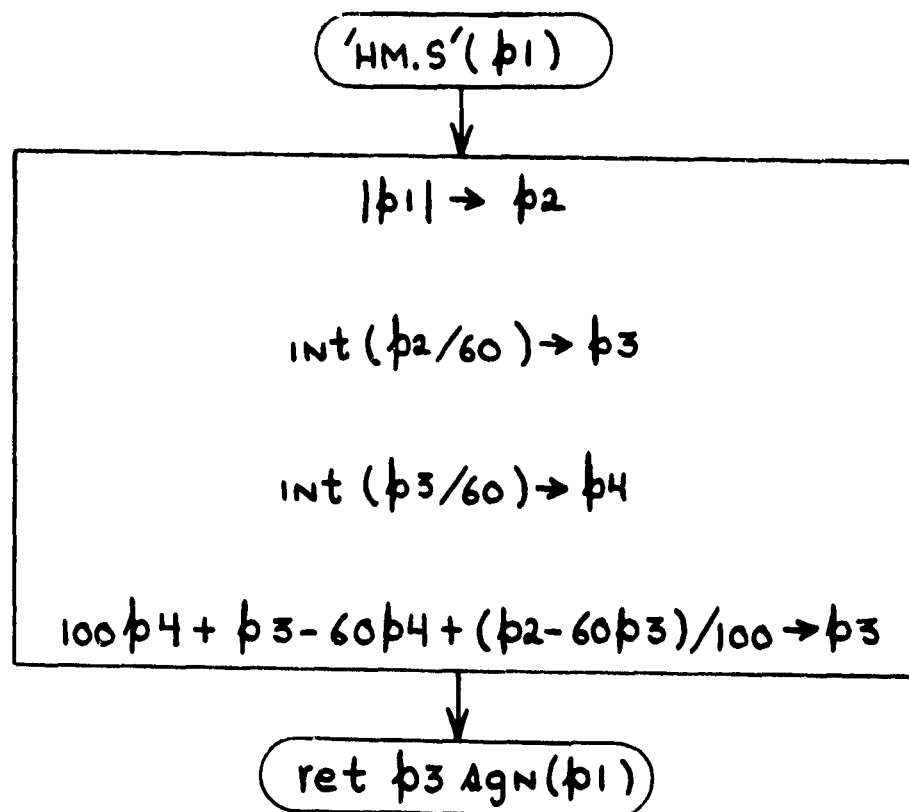 'HM.S'(p1)
|p1| → p2
INt (p2/60) → p3
INt (p3/60) → p4
100p4 + p3 - 60p4 + (p2 - 60p3)/100 → p3
ret p3 sgN(p1)